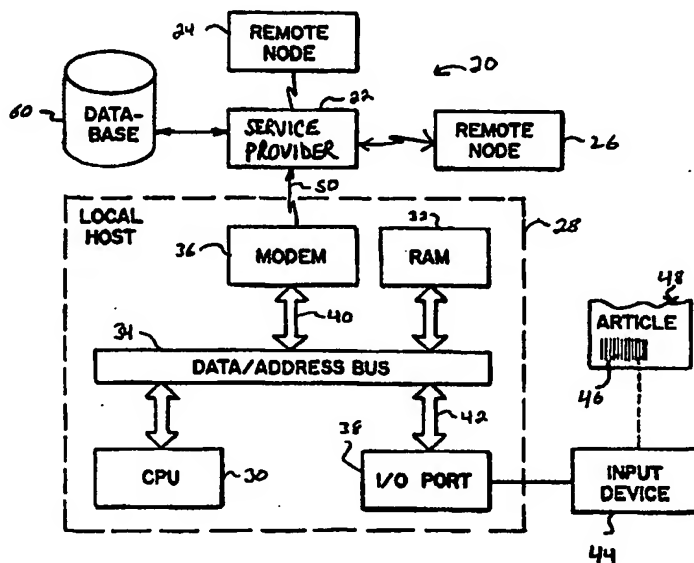 24
REMOTE
NODE
20
22
60
DATA-
BASE
SERVICE
PROVIDER
REMOTE
NODE
26
50
LOCAL
HOST
28
36
MODEM
32
RAM
48
ARTICLE
40
46
34
DATA/ADDRESS BUS
42
38
CPU
30
I/O PORT
INPUT
DEVICE
44